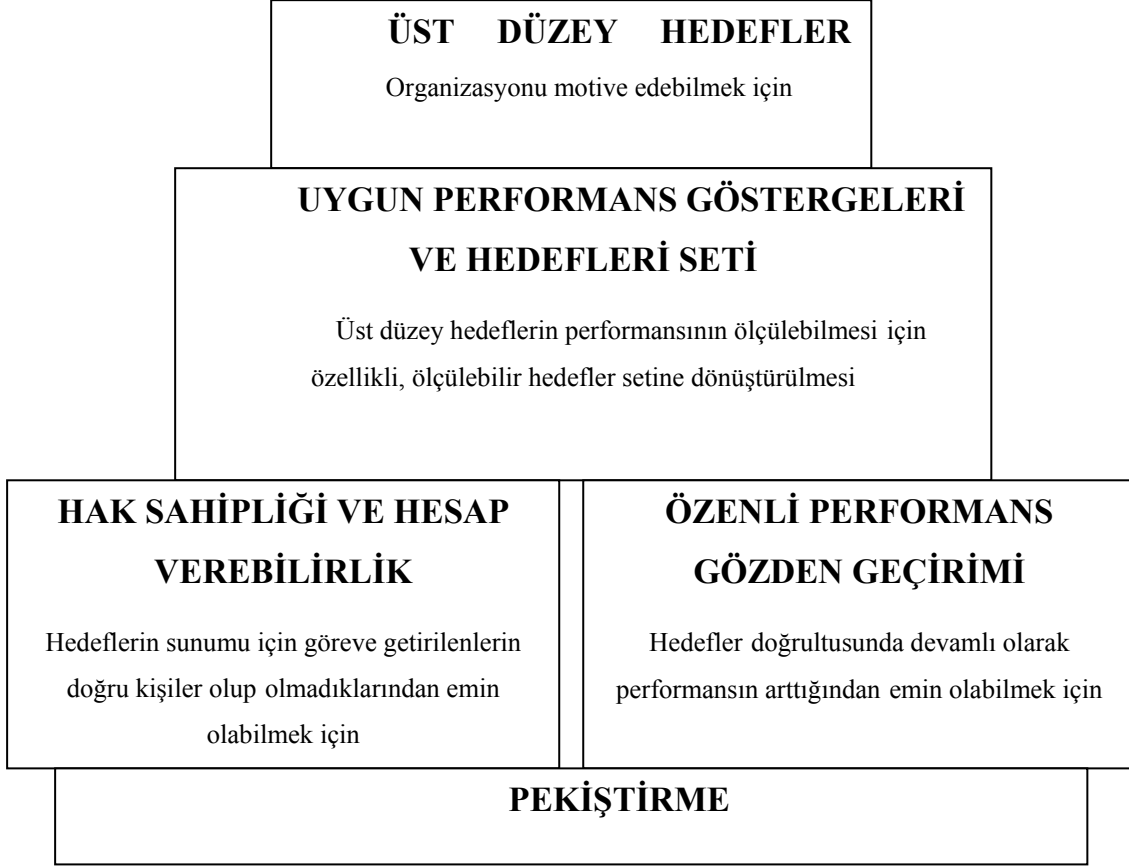 ÜST DÜZEY HEDEFLER
Organizasyonu motive edebilmek için
UYGUN PERFORMANS GÖSTERGELERİ
VE HEDEFLERİ SETİ
Üst düzey hedeflerin performansının ölçülebilmesi için
özellikli, ölçülebilir hedefler setine dönüştürülmesi
HAK SAHİPLİĞİ VE HESAP
VEREBİLİRLİK
Hedeflerin sunumu için göreve getirilenlerin
doğru kişiler olup olmadıklarından emin
olabilmek için
ÖZENLİ PERFORMANS
GÖZDEN GEÇİRİMİ
Hedefler doğrultusunda devamlı olarak
performansın arttığından emin olabilmek için
PEKİŞTİRME